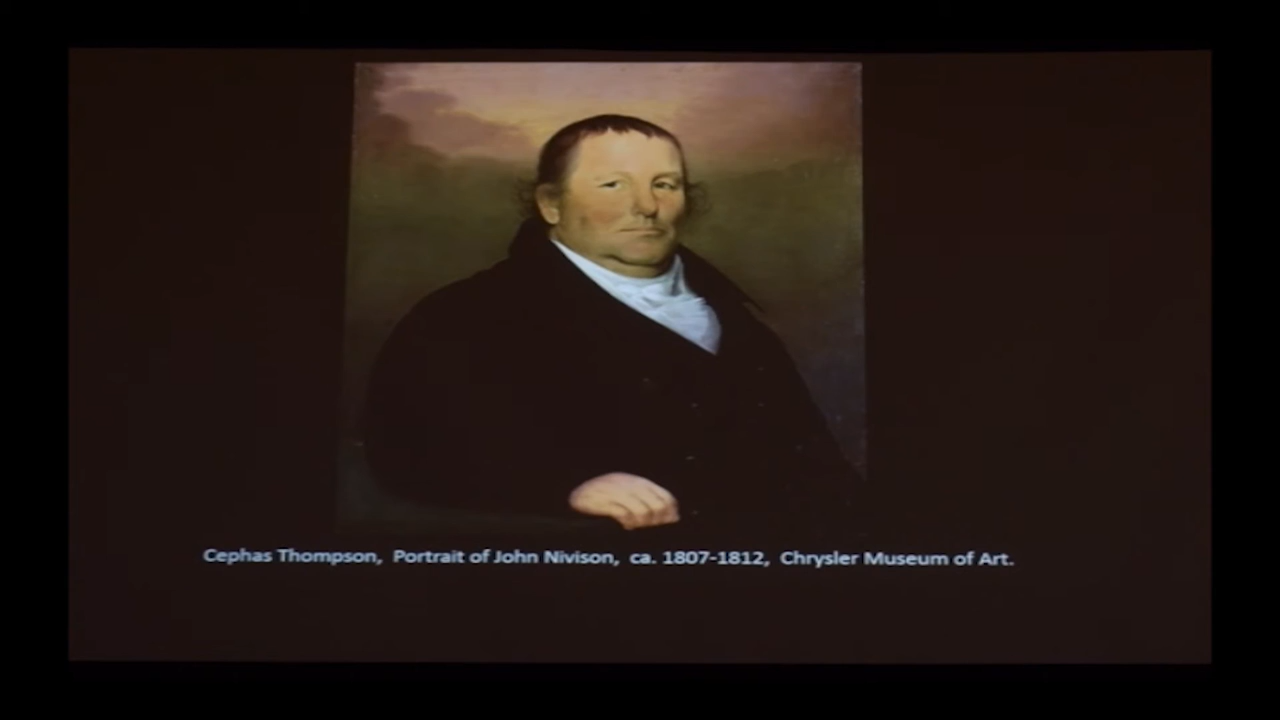 Cephas Thompson, Portrait of John Nivison, ca. 1807-1812, Chrysler Museum of Art.